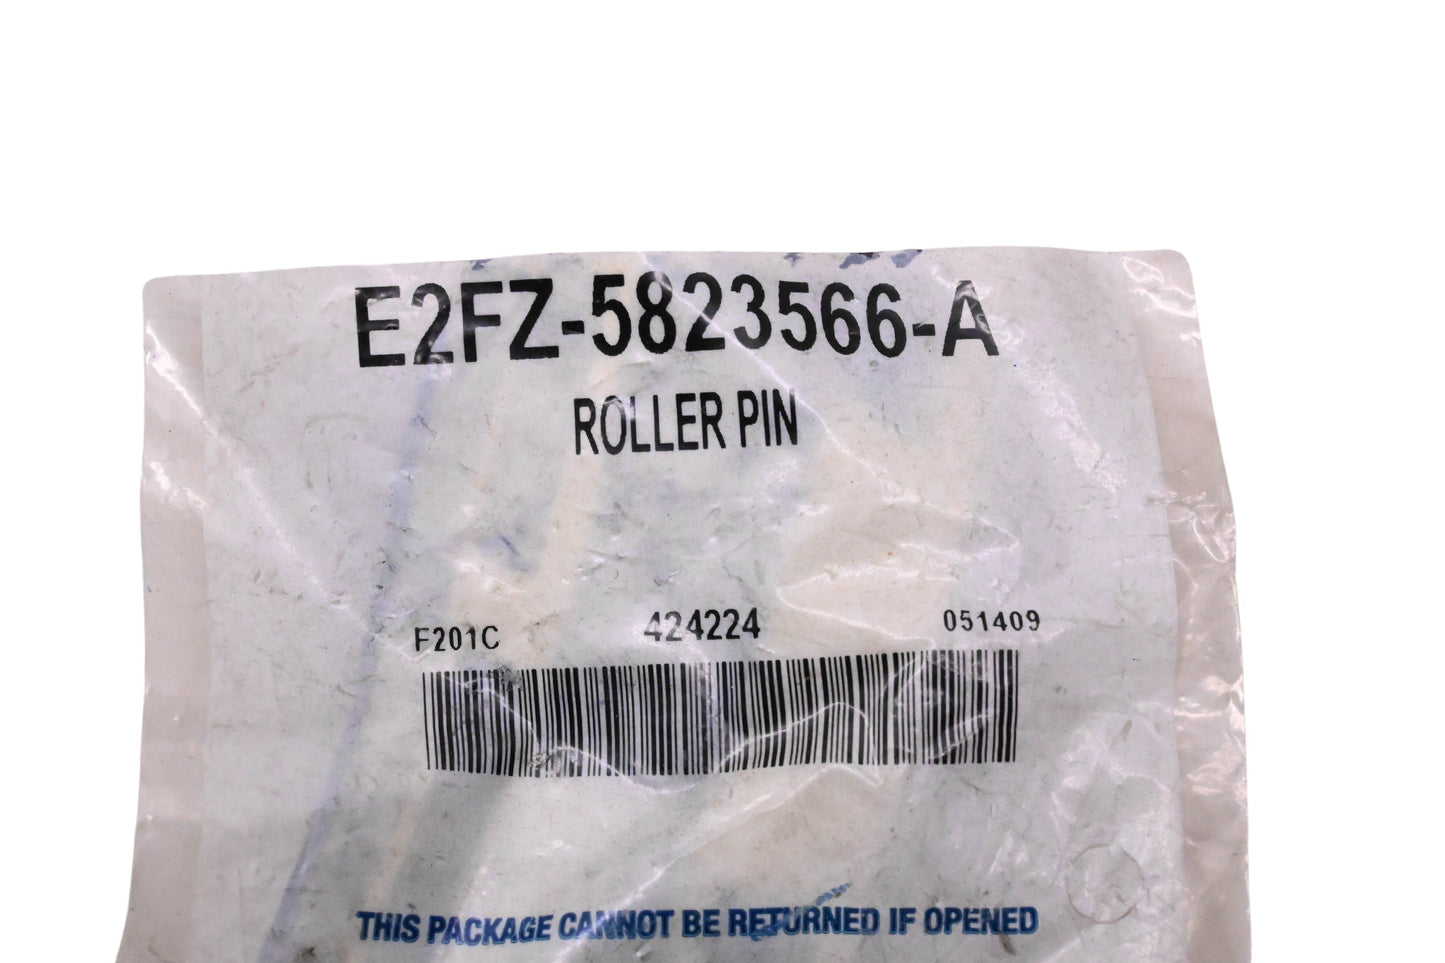 E2FZ-5823566-A
ROLLER PIN
F201C 424224 051409
THIS PACKAGE CANNOT BE RETURNED IF OPENED